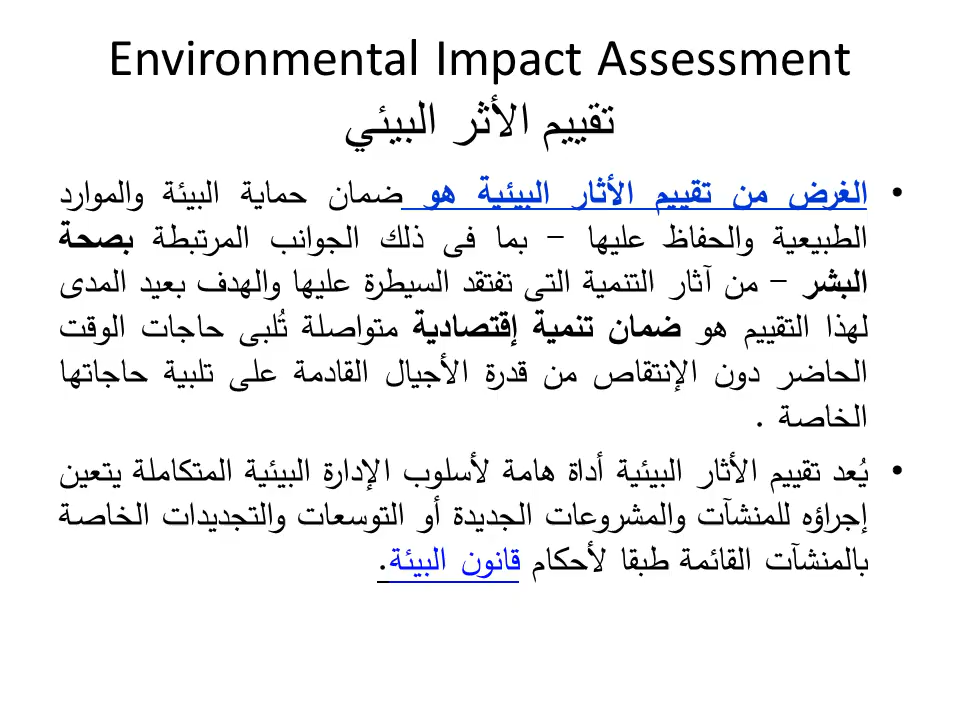 Environmental Impact Assessment
تقييم الأثر البيئي
• الغرض من تقييم الأثار البيئية هو ضمان حماية البيئة والموارد
الطبيعية والحفاظ عليها – بما فى ذلك الجوانب المرتبطة بصحة
البشر – من آثار التنمية التى تفتقد السيطرة عليها والهدف بعيد المدى
لهذا التقييم هو ضمان تنمية إقتصادية متواصلة تُلبى حاجات الوقت
الحاضر دون الإنتقاص من قدرة الأجيال القادمة على تلبية حاجاتها
الخاصة .
• يُعد تقييم الأثار البيئية أداة هامة لأسلوب الإدارة البيئية المتكاملة يتعين
إجراؤه للمنشآت والمشروعات الجديدة أو التوسعات والتجديدات الخاصة
بالمنشآت القائمة طبقا لأحكام قانون البيئة.